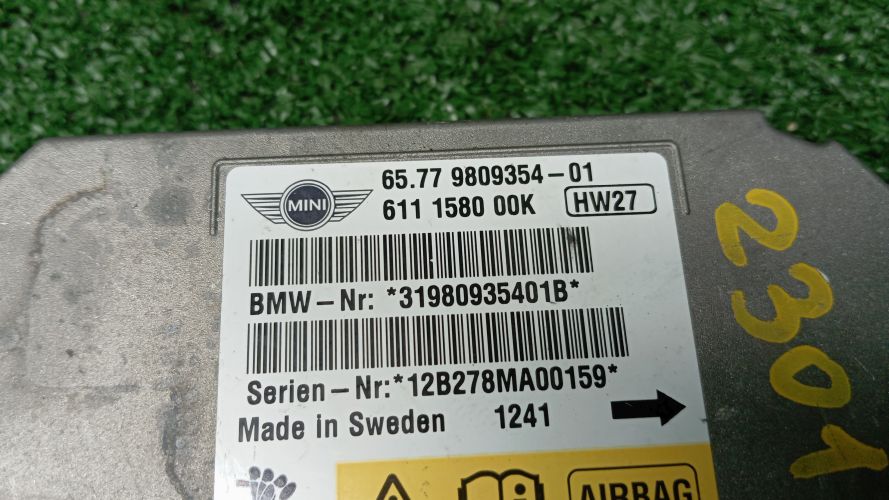 MINI
65.77 9809354-01
611 1580 00K HW27
BMW-Nr: *31980935401B*
Serien-Nr:*12B278MA00159*
Made in Sweden 1241
AIRBAG
2301